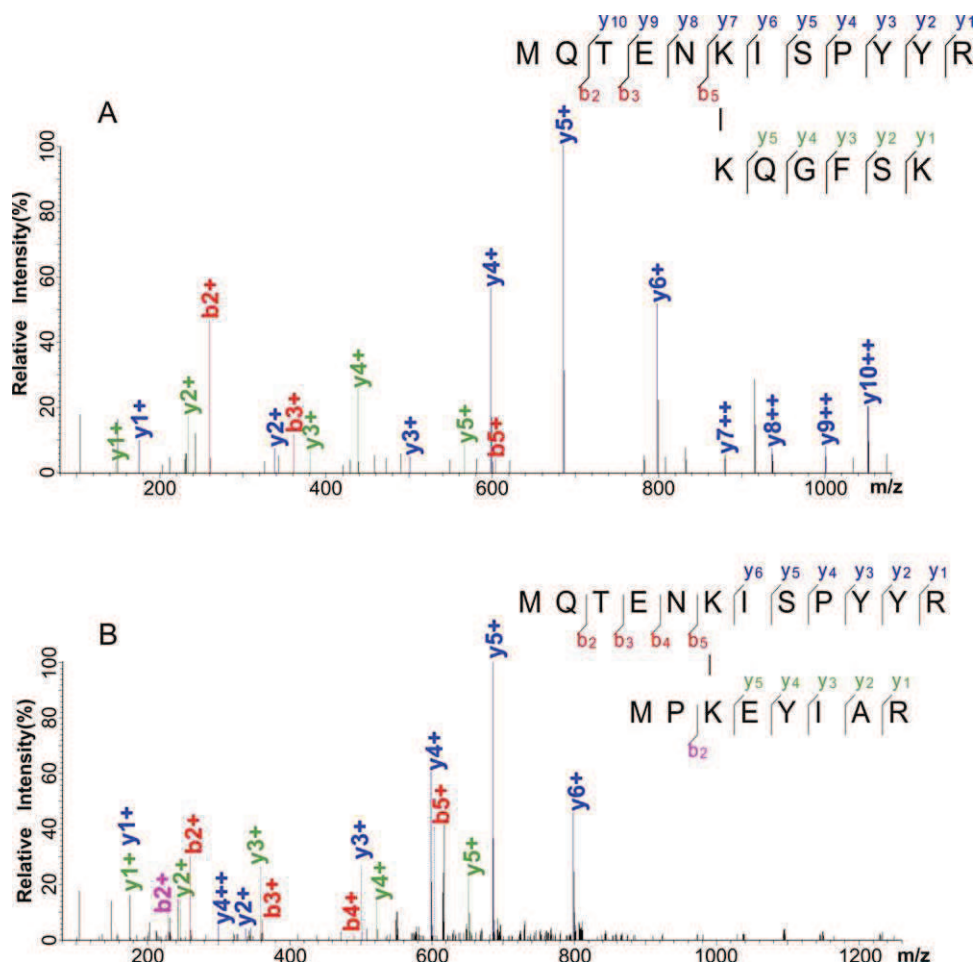 y10 y9 y8 y7 y6 y5 y4 y3 y2 y1
M Q T E N K I S P Y Y R
b2 b3 b5
A
y5 y4 y3 y2 y1
K Q G F S K
Relative Intensity(%)
100
80
60
40
20
0
y1+ y1+ y2+ b2+ y2+ b3+ y3+ y4+ y3+ y5+ y4+ b5+ y5+ y6+ y7++ y8++ y9++ y10++
200 400 600 800 1000 m/z
y6 y5 y4 y3 y2 y1
M Q T E N K I S P Y Y R
b2 b3 b4 b5
B
y5 y4 y3 y2 y1
M P K E Y I A R
b2
Relative Intensity(%)
100
80
60
40
20
0
y1+ y1+ b2+ y2+ b2+ y4++ y2+ y3+ b3+ b4+ y3+ y4+ y4+ b5+ y5+ y5+ y6+
200 400 600 800 1000 1200 m/z